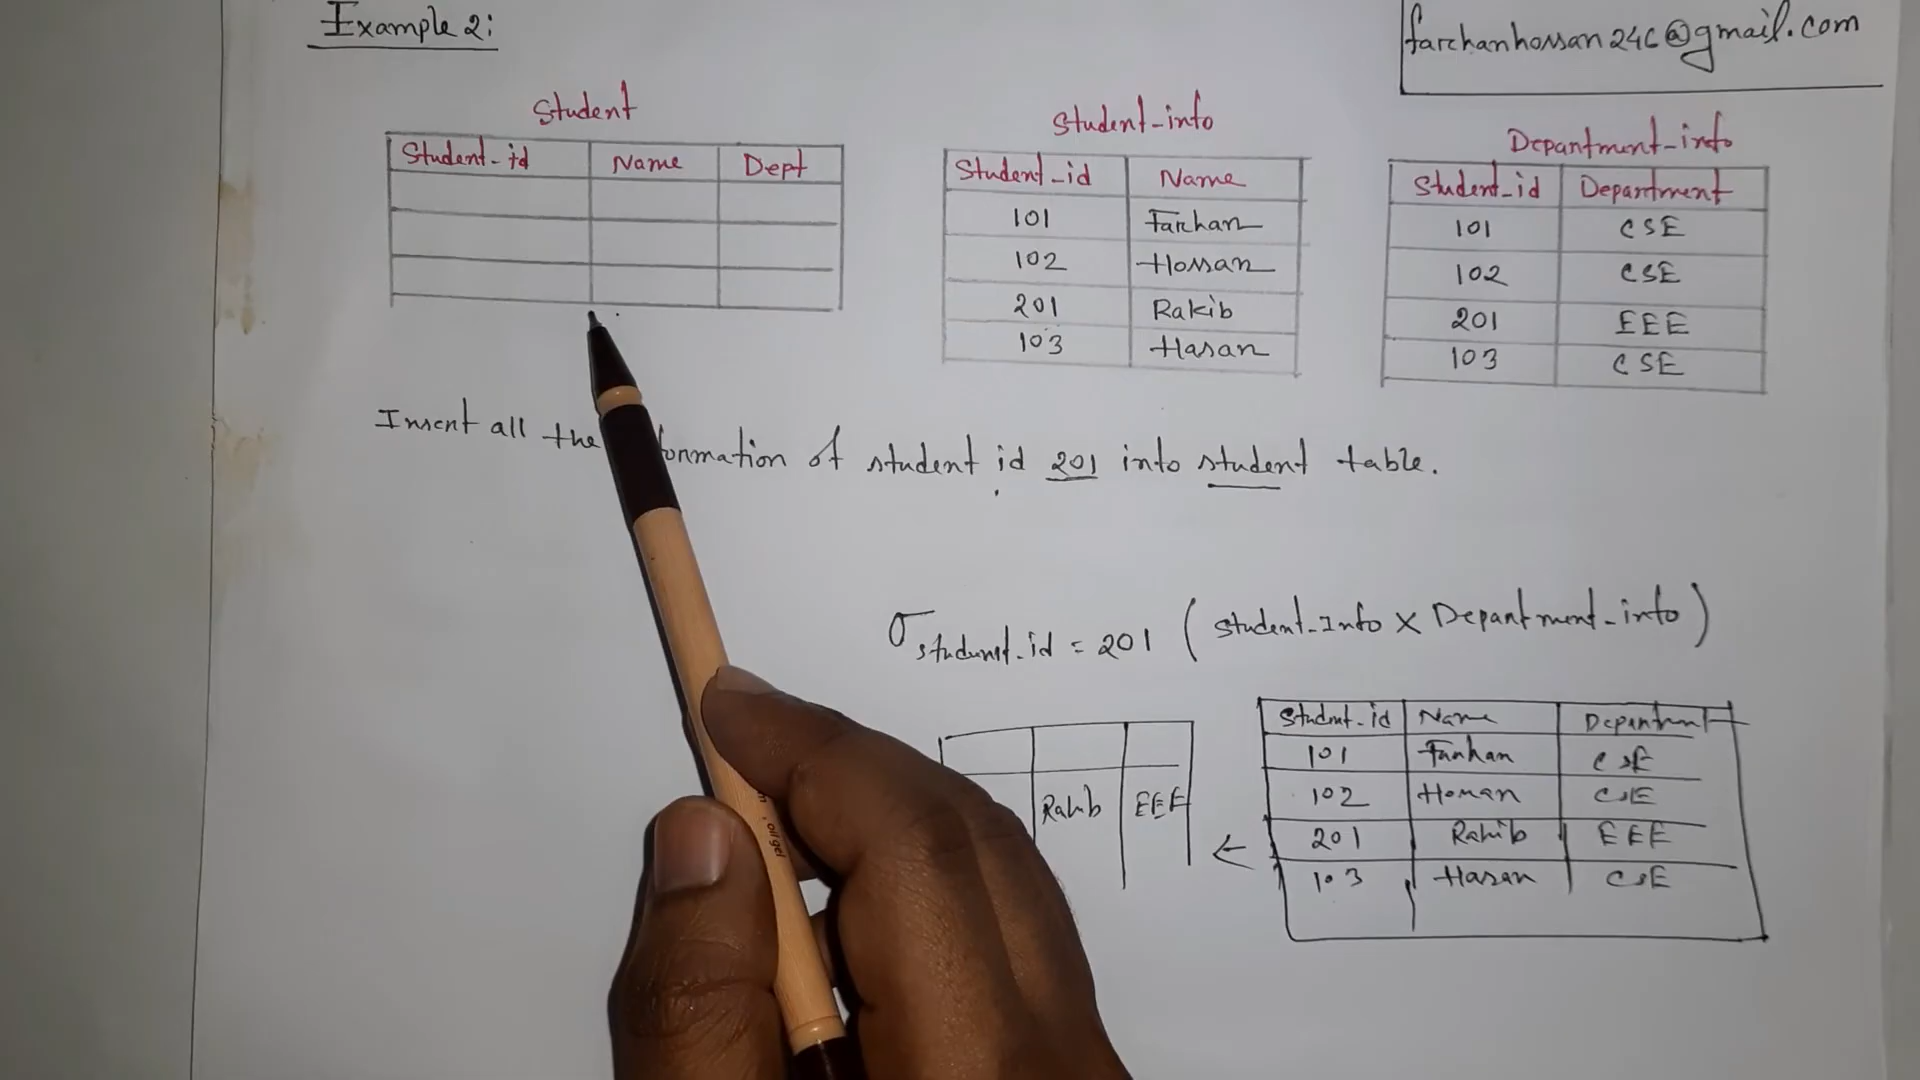 Example 2:
farhanhossan246@gmail.com
Student
Student_id Name Dept
Student_info
Student_id Name
101 Farhan
102 Hossan
201 Rakib
103 Hasan
Department_info
Student_id Department
101 CSE
102 CSE
201 EEE
103 CSE
Insert all the formation of student id 201 into student table.
σ student_id = 201 ( Student_Info X Department_info )
Rakib EEE
←
Student_id Name Department
101 Farhan CSE
102 Hossan CSE
201 Rakib EEE
103 Hasan CSE
oil gel